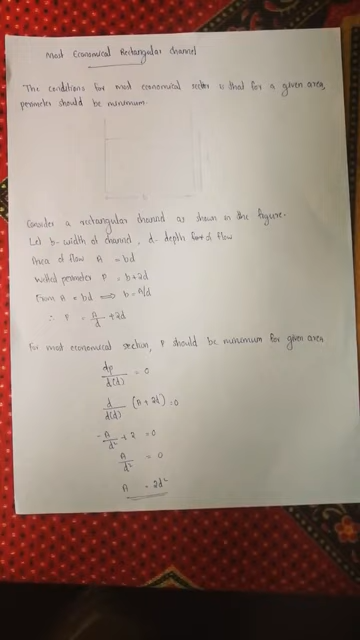 Most Economical Rectangular channel
The conditions for most economical section is that for a given area,
perimeter should be minimum.
b
Consider a rectangular channel as shown in the figure.
Let b- width of channel, d- depth of flow
Area of flow A = bd
Wetted perimeter P = b+2d
From A = bd ⟹ b = A/d
∴ P = A/d + 2d
For most economical section, P should be minimum for given area
dp/d(d) = 0
d/d(d) (A + 2d) = 0
-A/d² + 2 = 0
A/d² = 0
A = 2d²